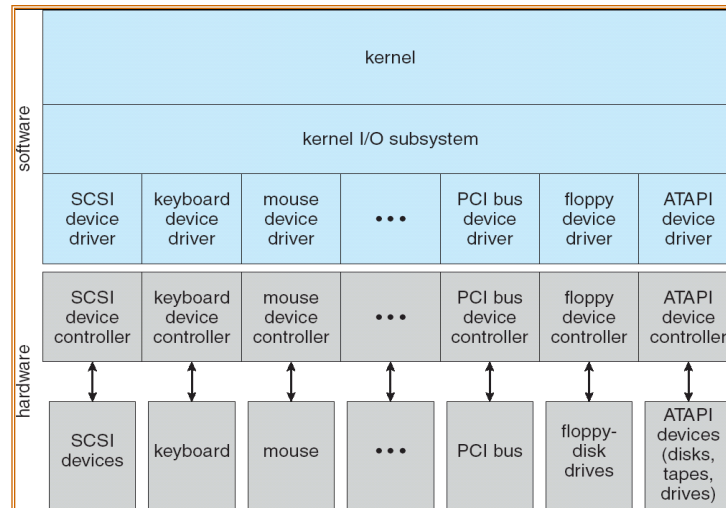 software
kernel
kernel I/O subsystem
SCSI
device
driver
keyboard
device
driver
mouse
device
driver
•••
PCI bus
device
driver
floppy
device
driver
ATAPI
device
driver
hardware
SCSI
device
controller
keyboard
device
controller
mouse
device
controller
•••
PCI bus
device
controller
floppy
device
controller
ATAPI
device
controller
SCSI
devices
keyboard
mouse
•••
PCI bus
floppy-
disk
drives
ATAPI
devices
(disks,
tapes,
drives)